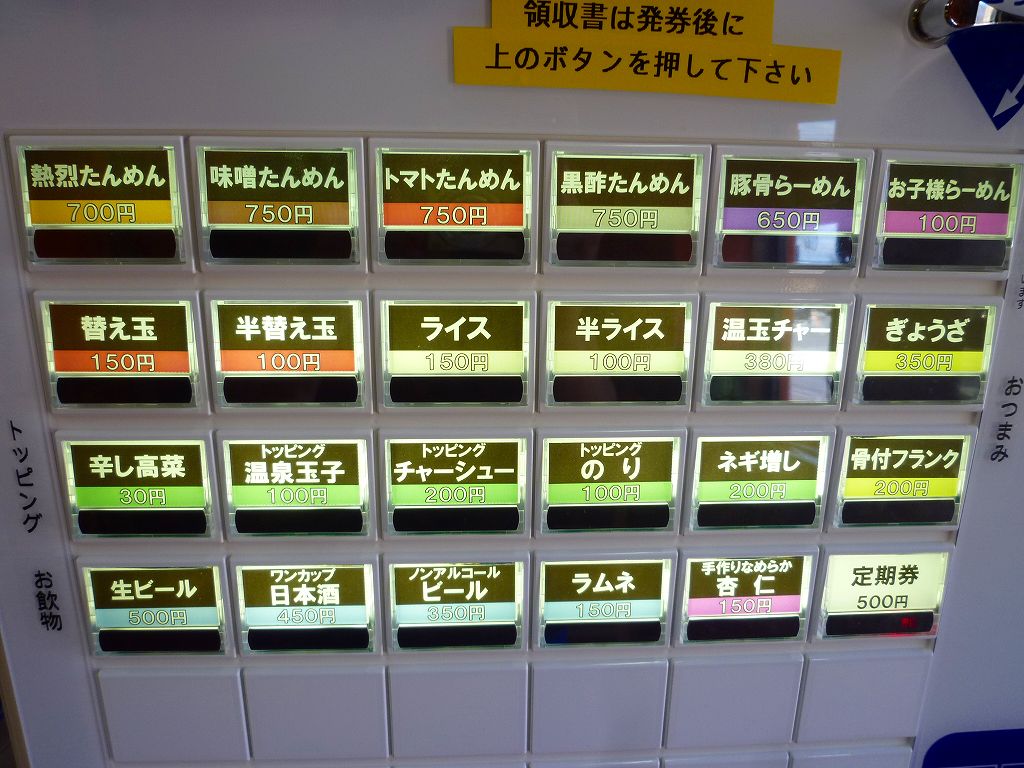 領収書は発券後に
上のボタンを押して下さい
熱烈たんめん
700円
味噌たんめん
750円
トマトたんめん
750円
黒酢たんめん
750円
豚骨らーめん
650円
お子様らーめん
100円
替え玉
150円
半替え玉
100円
ライス
150円
半ライス
100円
温玉チャー
380円
ぎょうざ
350円
おつまみ
トッピング
辛し高菜
30円
トッピング
温泉玉子
100円
トッピング
チャーシュー
200円
トッピング
のり
100円
ネギ増し
200円
骨付フランク
200円
お飲物
生ビール
500円
ワンカップ
日本酒
450円
ノンアルコール
ビール
350円
ラムネ
150円
手作りなめらか
杏仁
150円
定期券
500円